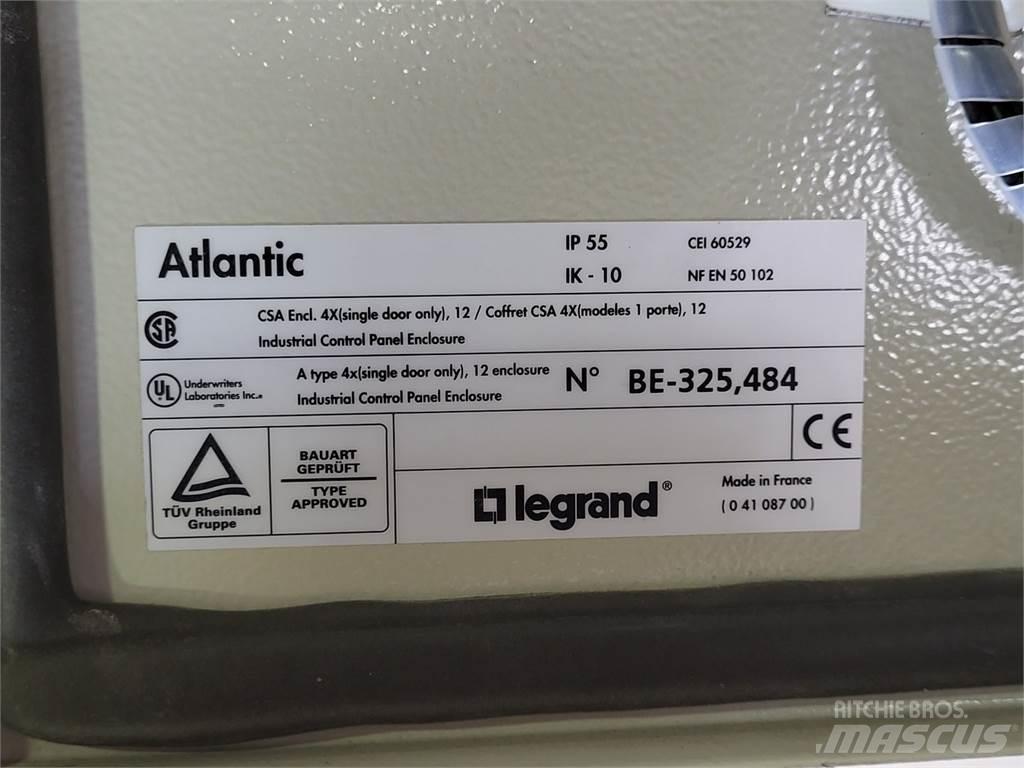 Atlantic
IP 55 CEI 60529
IK - 10 NF EN 50 102
CSA Encl. 4X(single door only), 12 / Coffret CSA 4X(modeles 1 porte), 12
Industrial Control Panel Enclosure
SA
UL
Underwriters
Laboratories Inc.®
A type 4x(single door only), 12 enclosure
Industrial Control Panel Enclosure
N° BE-325,484
TÜV Rheinland
Gruppe
BAUART
GEPRÜFT
TYPE
APPROVED
CE
legrand®
Made in France
( 0 41 087 00 )
RITCHIE BROS.
MASCUS